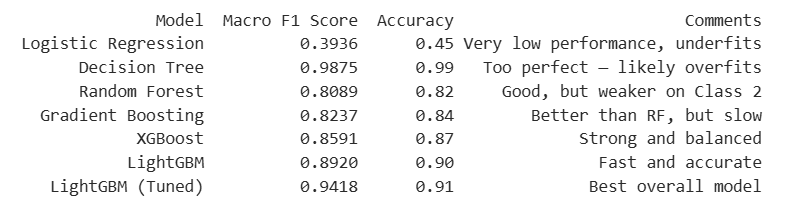 Model Macro F1 Score Accuracy Comments
Logistic Regression 0.3936 0.45 Very low performance, underfits
Decision Tree 0.9875 0.99 Too perfect — likely overfits
Random Forest 0.8089 0.82 Good, but weaker on Class 2
Gradient Boosting 0.8237 0.84 Better than RF, but slow
XGBoost 0.8591 0.87 Strong and balanced
LightGBM 0.8920 0.90 Fast and accurate
LightGBM (Tuned) 0.9418 0.91 Best overall model